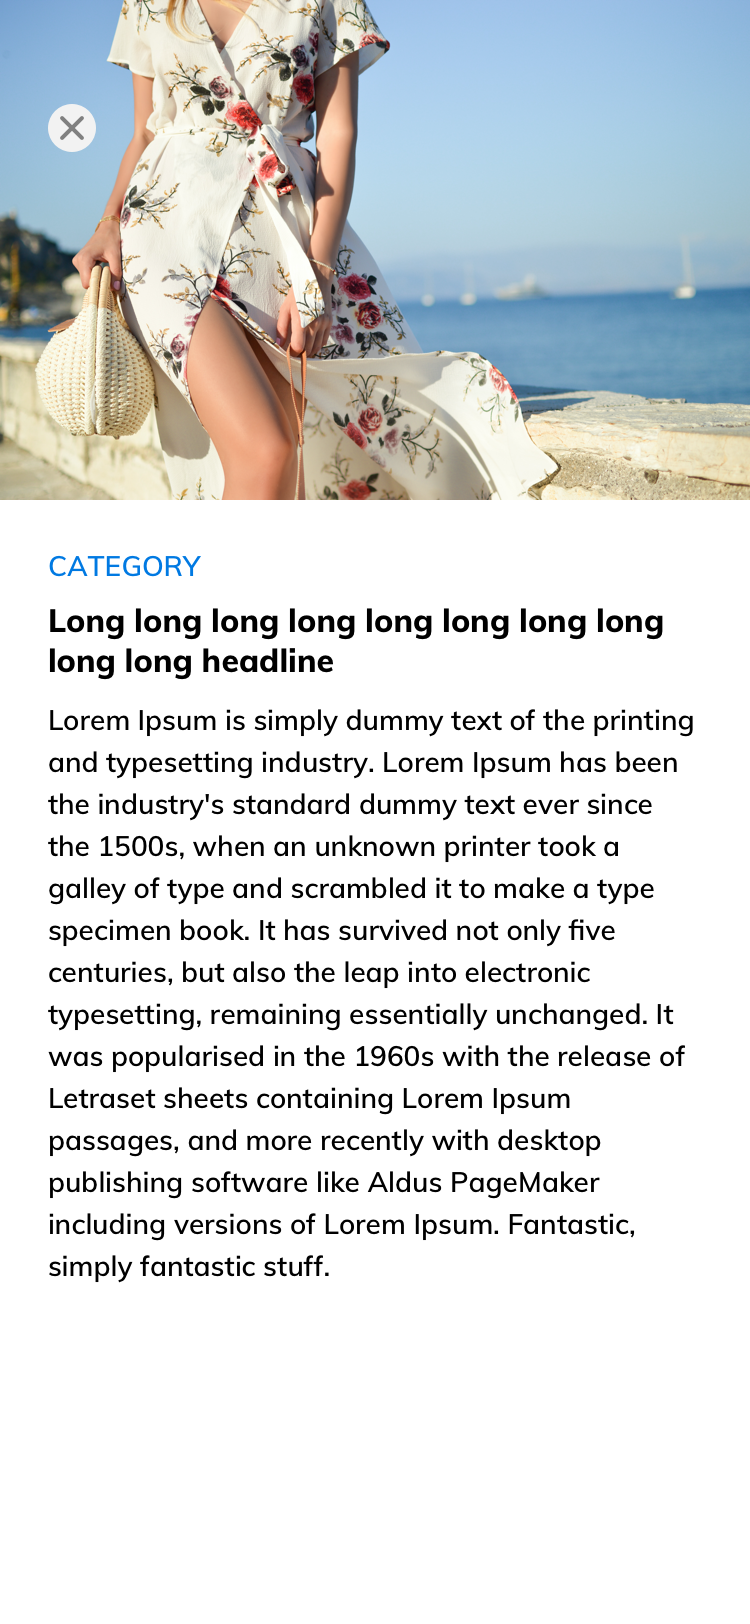 CATEGORY
Long long long long long long long long
long long headline
Lorem Ipsum is simply dummy text of the printing
and typesetting industry. Lorem Ipsum has been
the industry's standard dummy text ever since
the 1500s, when an unknown printer took a
galley of type and scrambled it to make a type
specimen book. It has survived not only five
centuries, but also the leap into electronic
typesetting, remaining essentially unchanged. It
was popularised in the 1960s with the release of
Letraset sheets containing Lorem Ipsum
passages, and more recently with desktop
publishing software like Aldus PageMaker
including versions of Lorem Ipsum. Fantastic,
simply fantastic stuff.